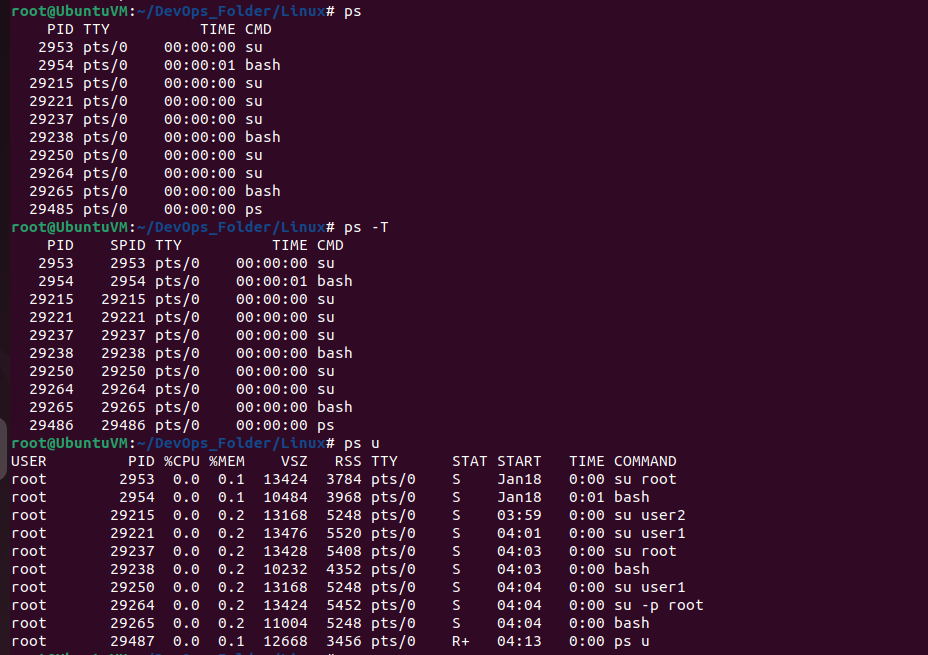 root@UbuntuVM:~/DevOps_Folder/Linux# ps
    PID TTY          TIME CMD
   2953 pts/0    00:00:00 su
   2954 pts/0    00:00:01 bash
  29215 pts/0    00:00:00 su
  29221 pts/0    00:00:00 su
  29237 pts/0    00:00:00 su
  29238 pts/0    00:00:00 bash
  29250 pts/0    00:00:00 su
  29264 pts/0    00:00:00 su
  29265 pts/0    00:00:00 bash
  29485 pts/0    00:00:00 ps
root@UbuntuVM:~/DevOps_Folder/Linux# ps -T
    PID    SPID TTY          TIME CMD
   2953    2953 pts/0    00:00:00 su
   2954    2954 pts/0    00:00:01 bash
  29215   29215 pts/0    00:00:00 su
  29221   29221 pts/0    00:00:00 su
  29237   29237 pts/0    00:00:00 su
  29238   29238 pts/0    00:00:00 bash
  29250   29250 pts/0    00:00:00 su
  29264   29264 pts/0    00:00:00 su
  29265   29265 pts/0    00:00:00 bash
  29486   29486 pts/0    00:00:00 ps
root@UbuntuVM:~/DevOps_Folder/Linux# ps u
USER         PID %CPU %MEM    VSZ   RSS TTY      STAT START   TIME COMMAND
root        2953  0.0  0.1  13424  3784 pts/0    S    Jan18   0:00 su root
root        2954  0.0  0.1  10484  3968 pts/0    S    Jan18   0:01 bash
root       29215  0.0  0.2  13168  5248 pts/0    S    03:59   0:00 su user2
root       29221  0.0  0.2  13476  5520 pts/0    S    04:01   0:00 su user1
root       29237  0.0  0.2  13428  5408 pts/0    S    04:03   0:00 su root
root       29238  0.0  0.2  10232  4352 pts/0    S    04:03   0:00 bash
root       29250  0.0  0.2  13168  5248 pts/0    S    04:04   0:00 su user1
root       29264  0.0  0.2  13424  5452 pts/0    S    04:04   0:00 su -p root
root       29265  0.0  0.2  11004  5248 pts/0    S    04:04   0:00 bash
root       29487  0.0  0.1  12668  3456 pts/0    R+   04:13   0:00 ps u